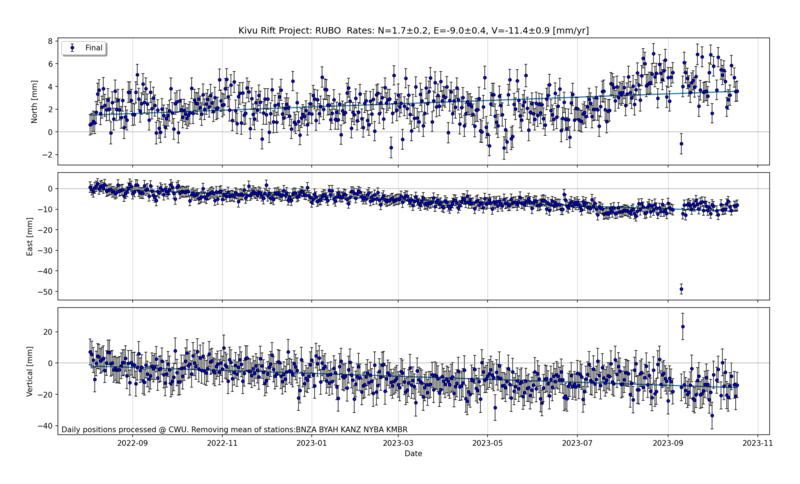 Kivu Rift Project: RUBO  Rates: N=1.7±0.2, E=-9.0±0.4, V=-11.4±0.9 [mm/yr]
Final
North [mm]
8
6
4
2
0
−2
East [mm]
0
−10
−20
−30
−40
−50
Vertical [mm]
20
0
−20
−40
Daily positions processed @ CWU. Removing mean of stations:BNZA BYAH KANZ NYBA KMBR
2022-09 2022-11 2023-01 2023-03 2023-05 2023-07 2023-09 2023-11
Date